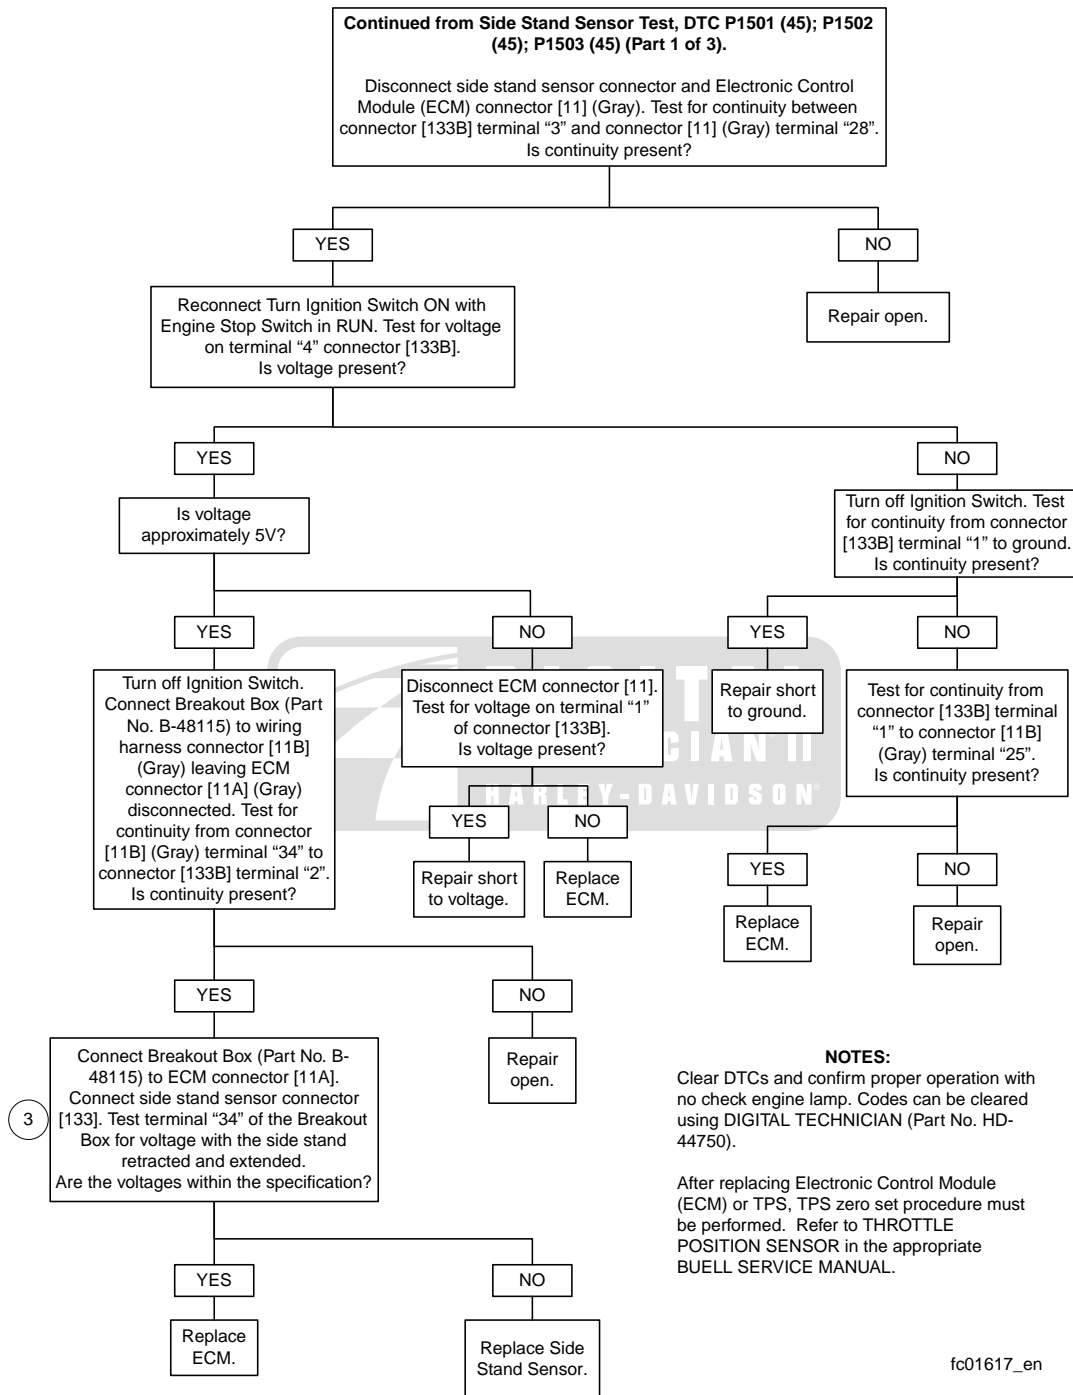 Continued from Side Stand Sensor Test, DTC P1501 (45); P1502
(45); P1503 (45) (Part 1 of 3).
Disconnect side stand sensor connector and Electronic Control
Module (ECM) connector [11] (Gray). Test for continuity between
connector [133B] terminal “3” and connector [11] (Gray) terminal “28”.
Is continuity present?
YES
NO
Reconnect Turn Ignition Switch ON with
Engine Stop Switch in RUN. Test for voltage
on terminal “4” connector [133B].
Is voltage present?
Repair open.
YES
NO
Is voltage
approximately 5V?
Turn off Ignition Switch. Test
for continuity from connector
[133B] terminal “1” to ground.
Is continuity present?
YES
NO
YES
NO
Turn off Ignition Switch.
Connect Breakout Box (Part
No. B-48115) to wiring
harness connector [11B]
(Gray) leaving ECM
connector [11A] (Gray)
disconnected. Test for
continuity from connector
[11B] (Gray) terminal “34” to
connector [133B] terminal “2”.
Is continuity present?
Disconnect ECM connector [11].
Test for voltage on terminal “1”
of connector [133B].
Is voltage present?
Repair short
to ground.
Test for continuity from
connector [133B] terminal
“1” to connector [11B]
(Gray) terminal “25”.
Is continuity present?
HARLEY-DAVIDSON®
YES
NO
Repair short
to voltage.
Replace
ECM.
YES
NO
Replace
ECM.
Repair
open.
YES
NO
3
Connect Breakout Box (Part No. B-
48115) to ECM connector [11A].
Connect side stand sensor connector
[133]. Test terminal “34” of the Breakout
Box for voltage with the side stand
retracted and extended.
Are the voltages within the specification?
Repair
open.
NOTES:
Clear DTCs and confirm proper operation with
no check engine lamp. Codes can be cleared
using DIGITAL TECHNICIAN (Part No. HD-
44750).
After replacing Electronic Control Module
(ECM) or TPS, TPS zero set procedure must
be performed.  Refer to THROTTLE
POSITION SENSOR in the appropriate
BUELL SERVICE MANUAL.
YES
NO
Replace
ECM.
Replace Side
Stand Sensor.
fc01617_en